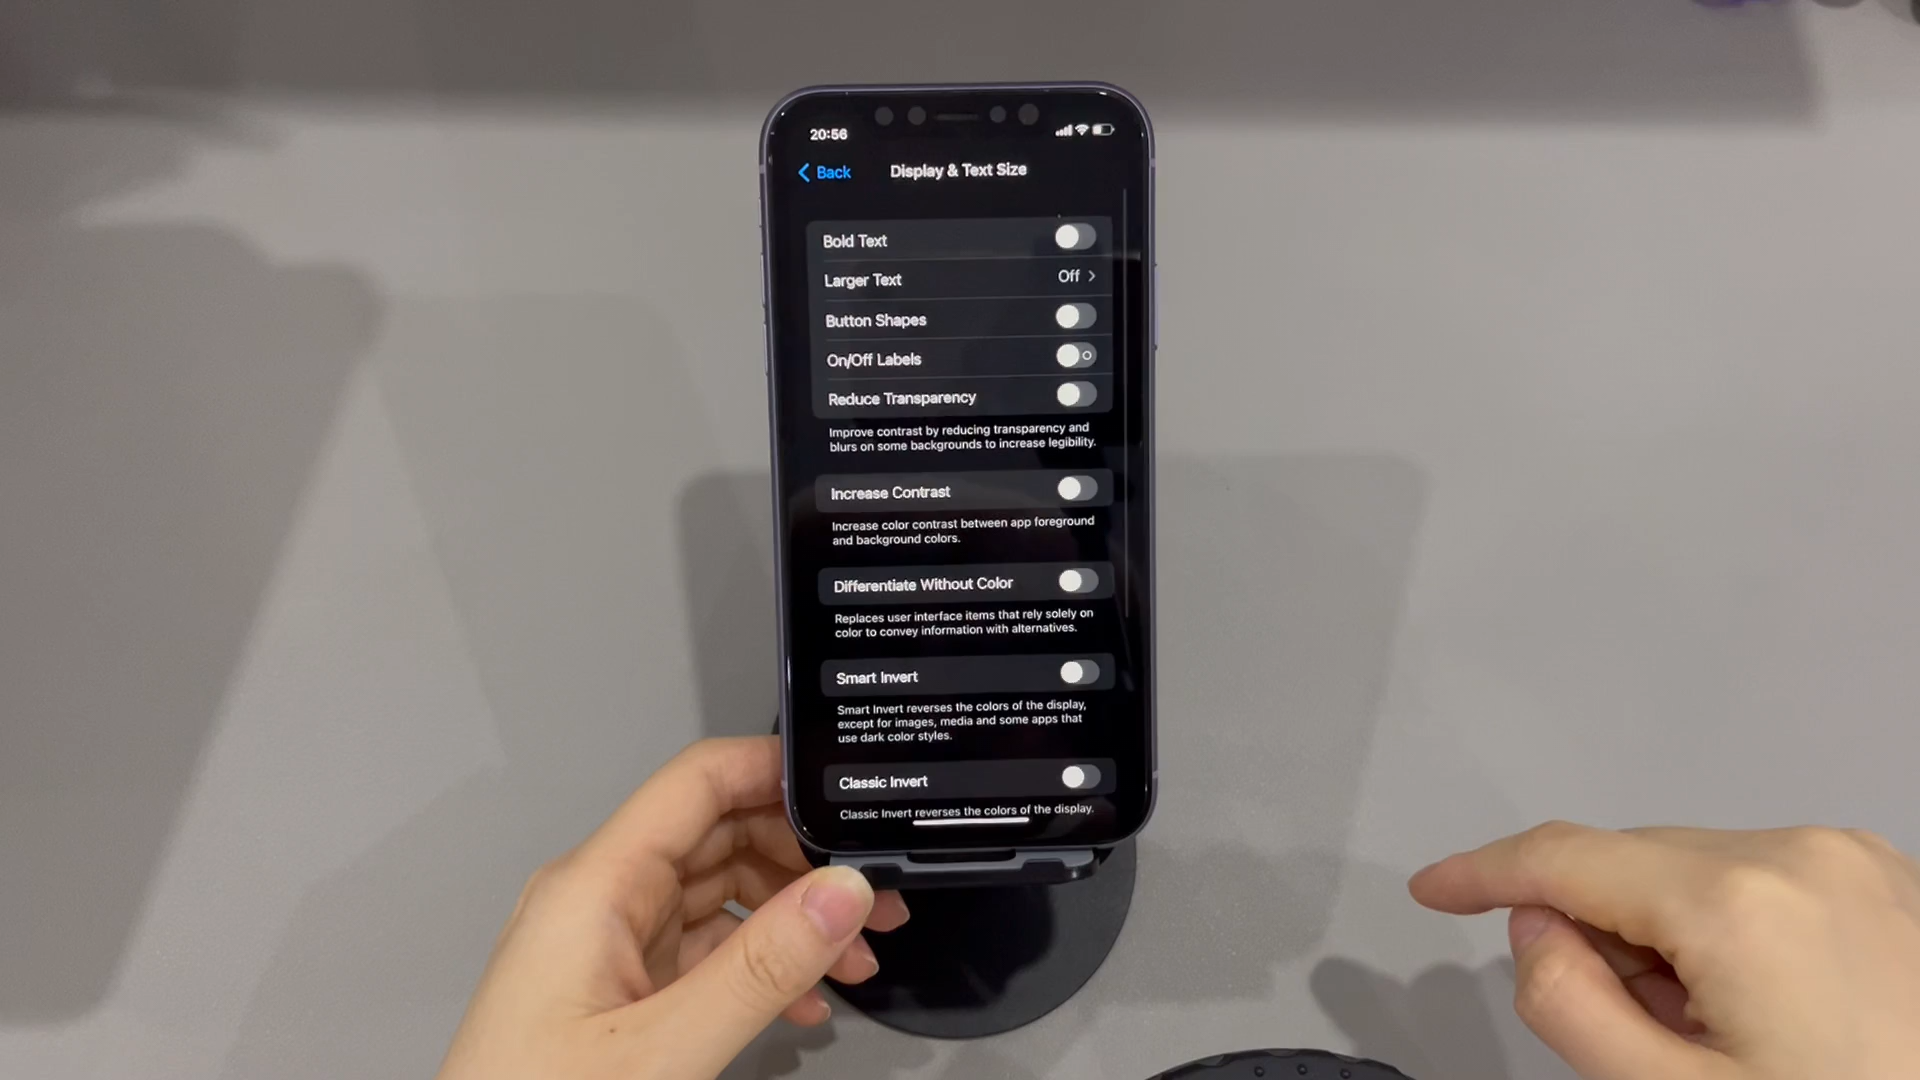 20:56
Back
Display & Text Size
Bold Text
Larger Text Off
Button Shapes
On/Off Labels
Reduce Transparency
Improve contrast by reducing transparency and
blurs on some backgrounds to increase legibility.
Increase Contrast
Increase color contrast between app foreground
and background colors.
Differentiate Without Color
Replaces user interface items that rely solely on
color to convey information with alternatives.
Smart Invert
Smart Invert reverses the colors of the display,
except for images, media and some apps that
use dark color styles.
Classic Invert
Classic Invert reverses the colors of the display.